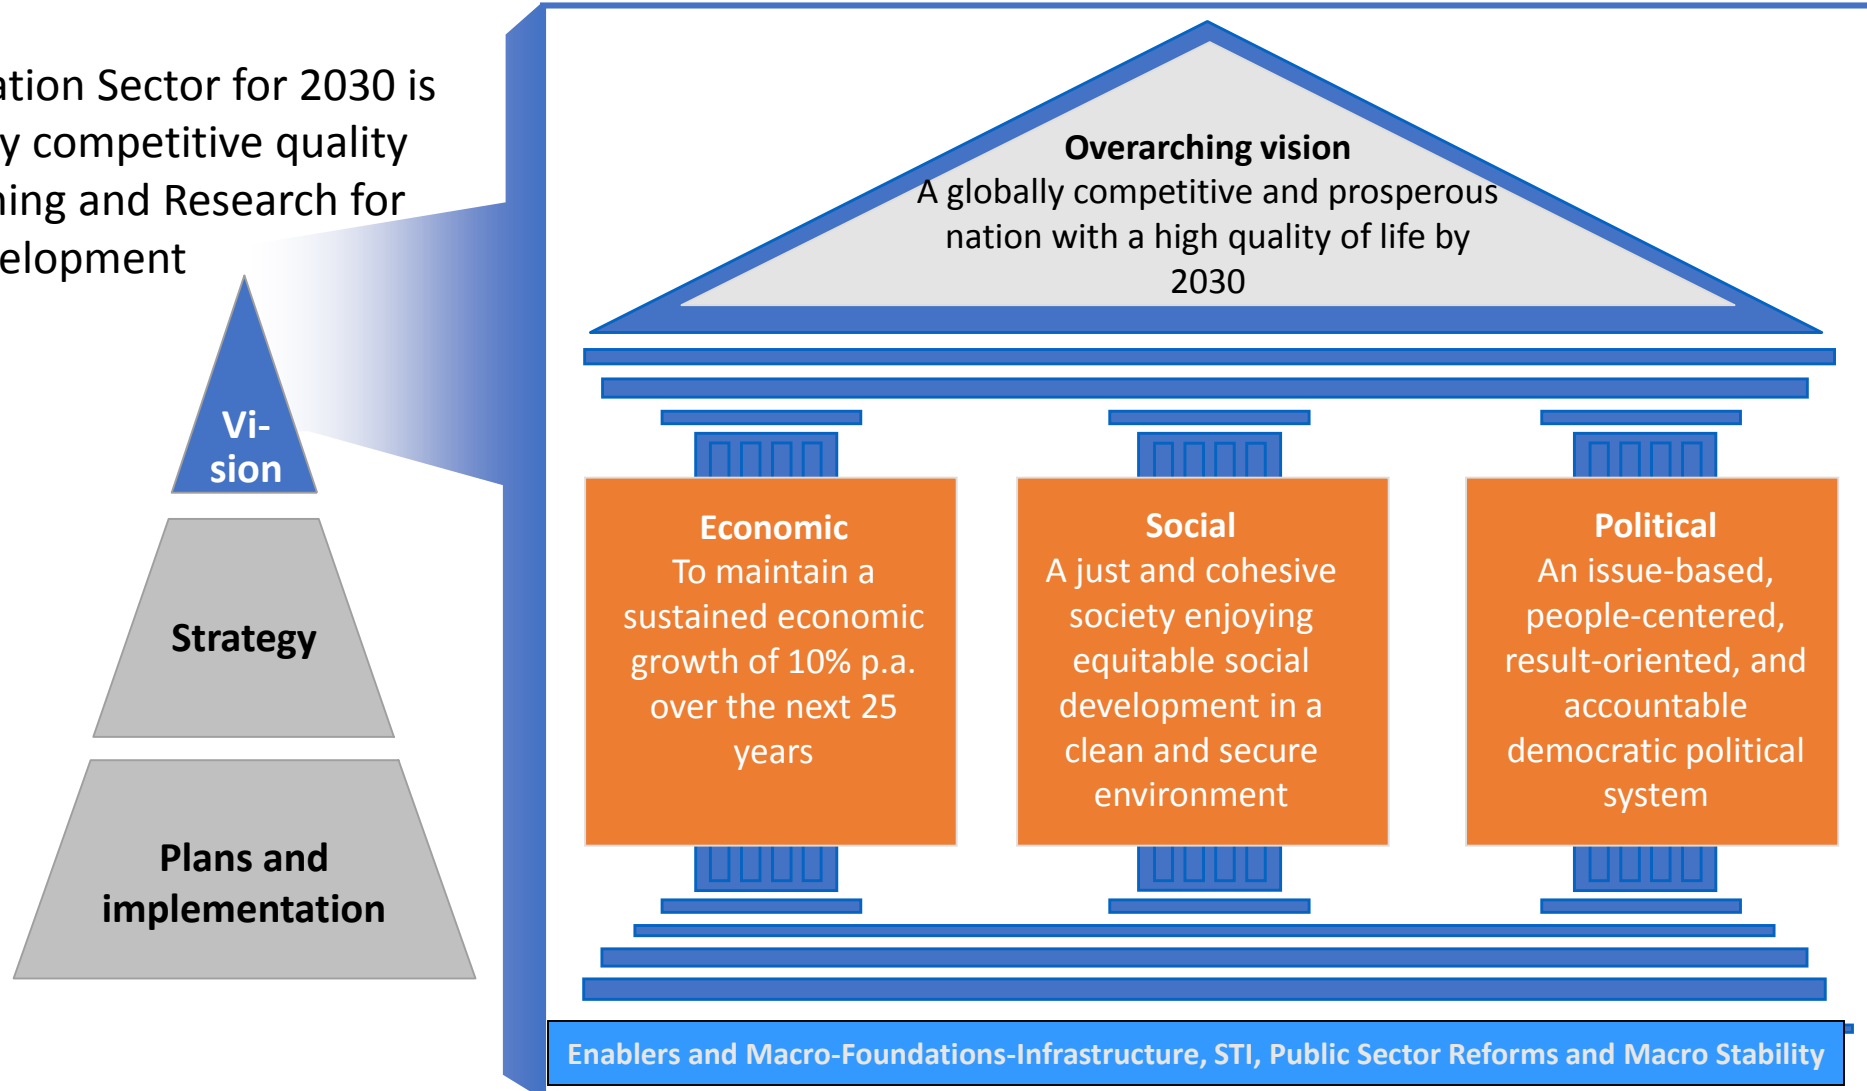 ation Sector for 2030 is
y competitive quality
ning and Research for
elopment
Overarching vision
A globally competitive and prosperous
nation with a high quality of life by
2030
Vi-
sion
Strategy
Plans and
implementation
Economic
To maintain a
sustained economic
growth of 10% p.a.
over the next 25
years
Social
A just and cohesive
society enjoying
equitable social
development in a
clean and secure
environment
Political
An issue-based,
people-centered,
result-oriented, and
accountable
democratic political
system
Enablers and Macro-Foundations-Infrastructure, STI, Public Sector Reforms and Macro Stability